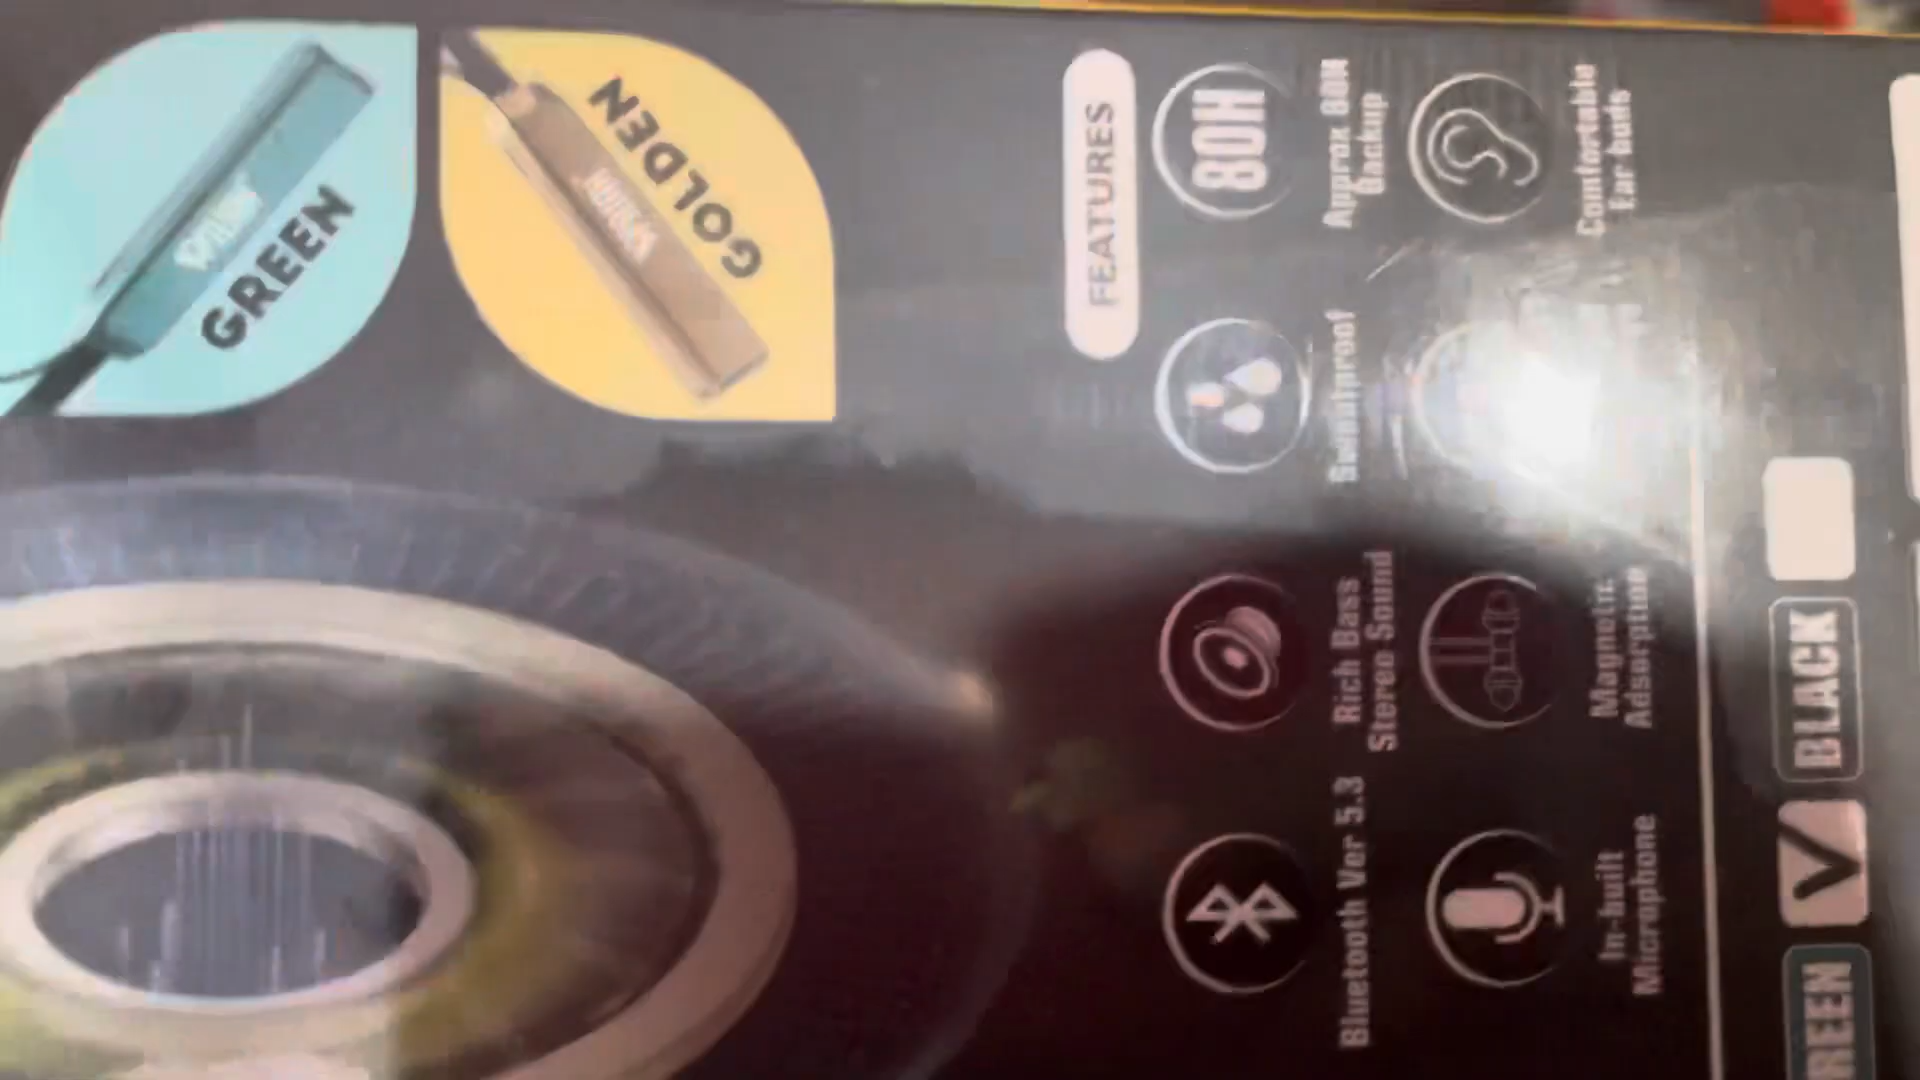 GREEN
GOLDEN
FEATURES
Bluetooth Ver 5.3
Rich Bass
Stereo Sound
Sweatproof
80H
Approx 80H
Backup
In-built
Microphone
Magnetic
Adsorption
Comfortable
Ear buds
REEN
BLACK